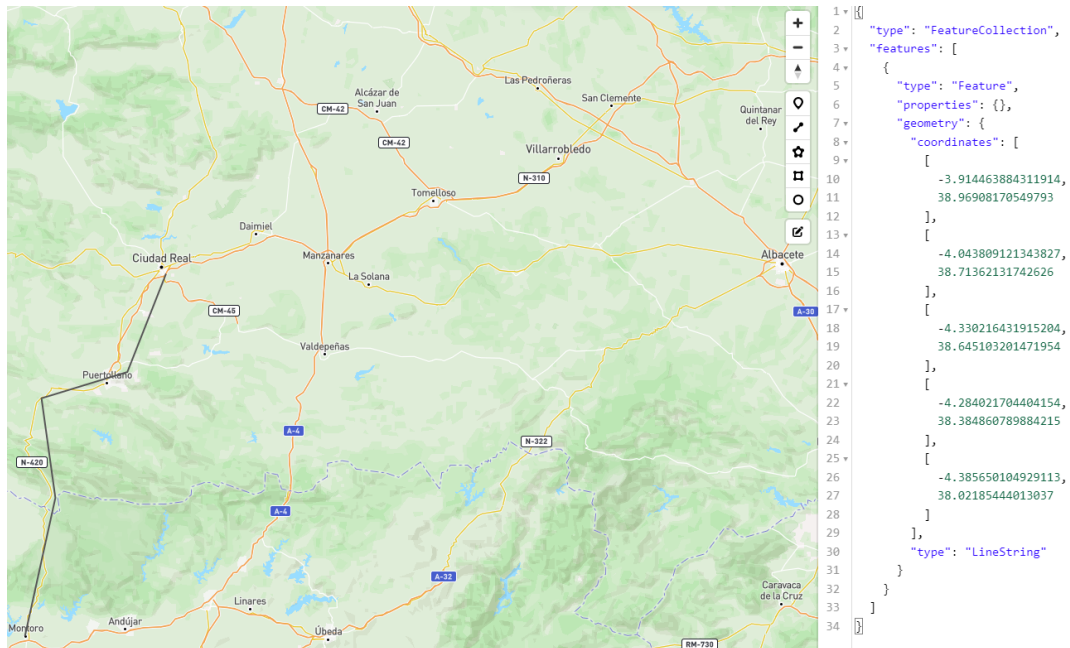 Las Pedroñeras
Alcázar de
San Juan
San Clemente
CM-42
Quintanar
del Rey
CM-42
Villarrobledo
N-310
Tomelloso
Daimiel
Ciudad Real
Manzanares
Albacete
La Solana
CM-45
A-30
Valdepeñas
Puertollano
A-4
N-322
N-420
A-4
A-32
Caravaca
de la Cruz
Linares
Andújar
Montoro
Úbeda
RM-730
1 {
2 "type": "FeatureCollection",
3 "features": [
4 {
5 "type": "Feature",
6 "properties": {},
7 "geometry": {
8 "coordinates": [
9 [
10 -3.914463884311914,
11 38.96908170549793
12 ],
13 [
14 -4.043809121343827,
15 38.71362131742626
16 ],
17 [
18 -4.330216431915204,
19 38.645103201471954
20 ],
21 [
22 -4.284021704404154,
23 38.384860789884215
24 ],
25 [
26 -4.385650104929113,
27 38.02185444013037
28 ]
29 ],
30 "type": "LineString"
31 }
32 }
33 ]
34 }